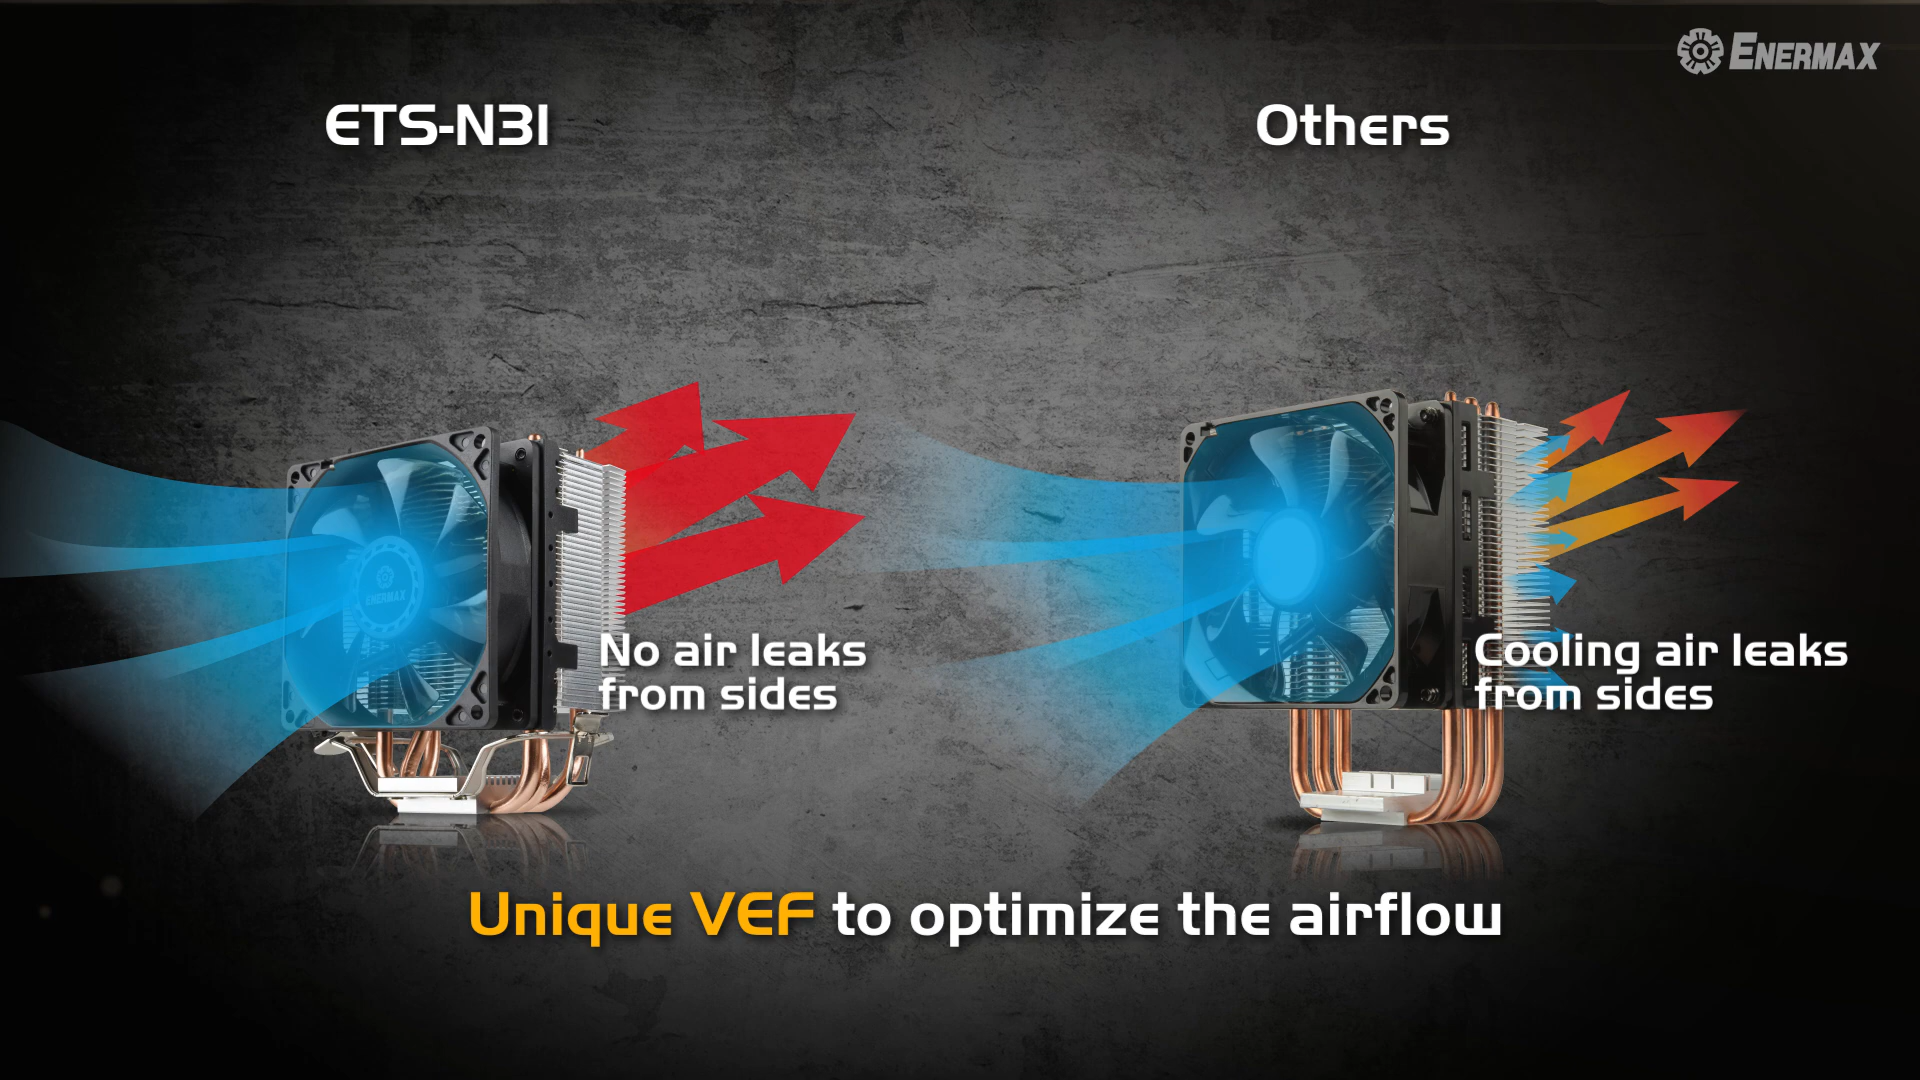 ENERMAX
ETS-N31
Others
ENERMAX
No air leaks
from sides
Cooling air leaks
from sides
Unique VEF to optimize the airflow